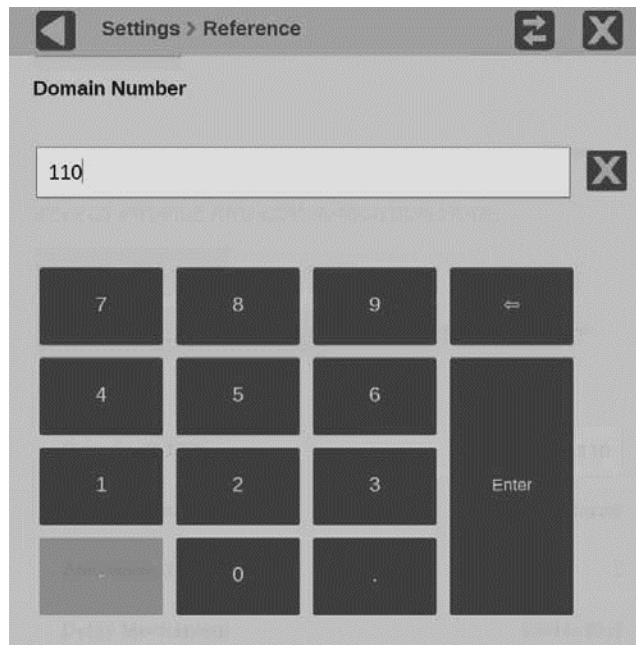 Settings > Reference
Domain Number
110
7 8 9 ⇦
4 5 6
1 2 3 Enter
- 0 .